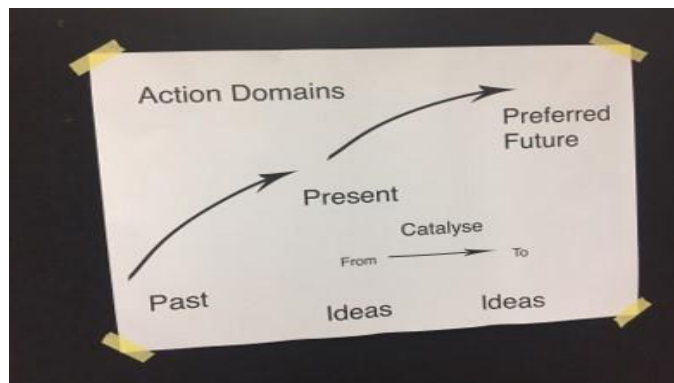 Action Domains
Preferred
Future
Present
Catalyse
From
To
Past
Ideas
Ideas